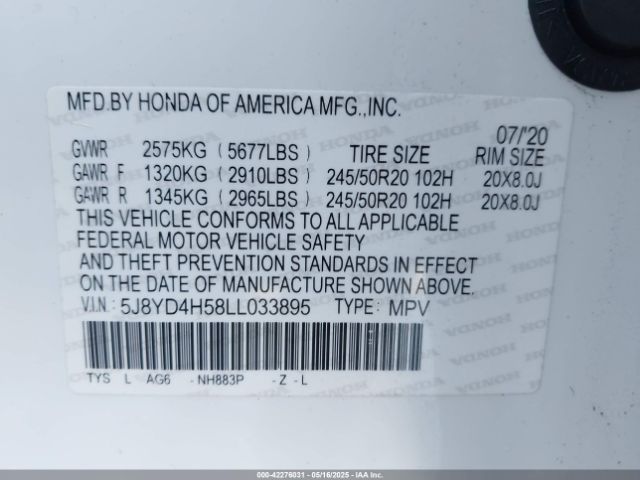 MFD.BY HONDA OF AMERICA MFG.,INC.
07/'20
GVWR 2575KG (5677LBS) TIRE SIZE RIM SIZE
GAWR F 1320KG (2910LBS) 245/50R20 102H 20X8.0J
GAWR R 1345KG (2965LBS) 245/50R20 102H 20X8.0J
THIS VEHICLE CONFORMS TO ALL APPLICABLE
FEDERAL MOTOR VEHICLE SAFETY
AND THEFT PREVENTION STANDARDS IN EFFECT
ON THE DATE OF MANUFACTURE SHOWN ABOVE.
V.I.N: 5J8YD4H58LL033895 TYPE: MPV
TYS L AG6 -NH883P -Z-L
000-42276031 - 05/16/2025 - IAA Inc.